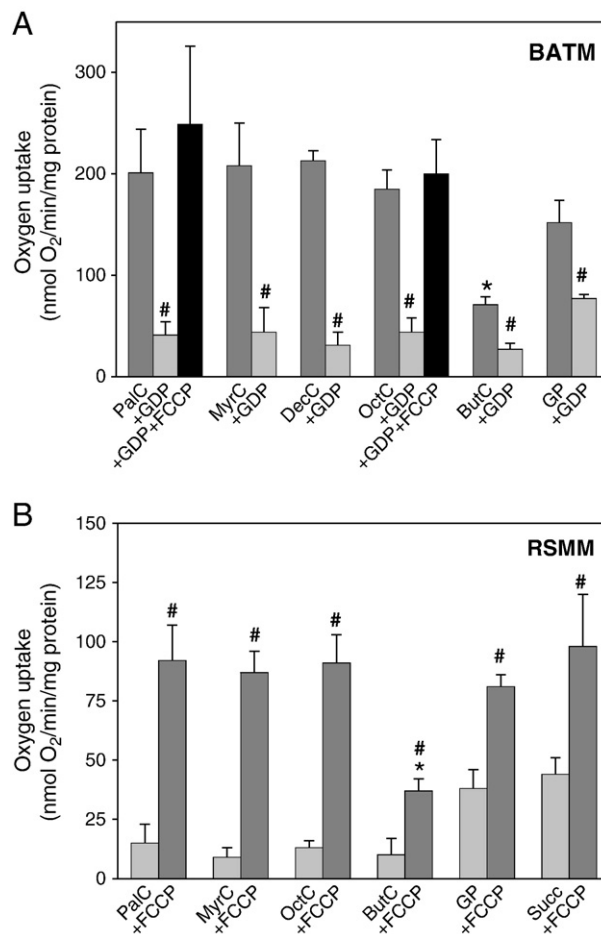 A
BATM
Oxygen uptake
(nmol O₂/min/mg protein)
300
200
100
0
#
#
#
#
*
#
#
PalC
+GDP
+GDP+FCCP
MyrC
+GDP
DecC
+GDP
OctC
+GDP
+GDP+FCCP
ButC
+GDP
GP
+GDP
B
RSMM
Oxygen uptake
(nmol O₂/min/mg protein)
150
125
100
75
50
25
0
#
#
#
#
*
#
#
PalC
+FCCP
MyrC
+FCCP
OctC
+FCCP
ButC
+FCCP
GP
+FCCP
Succ
+FCCP